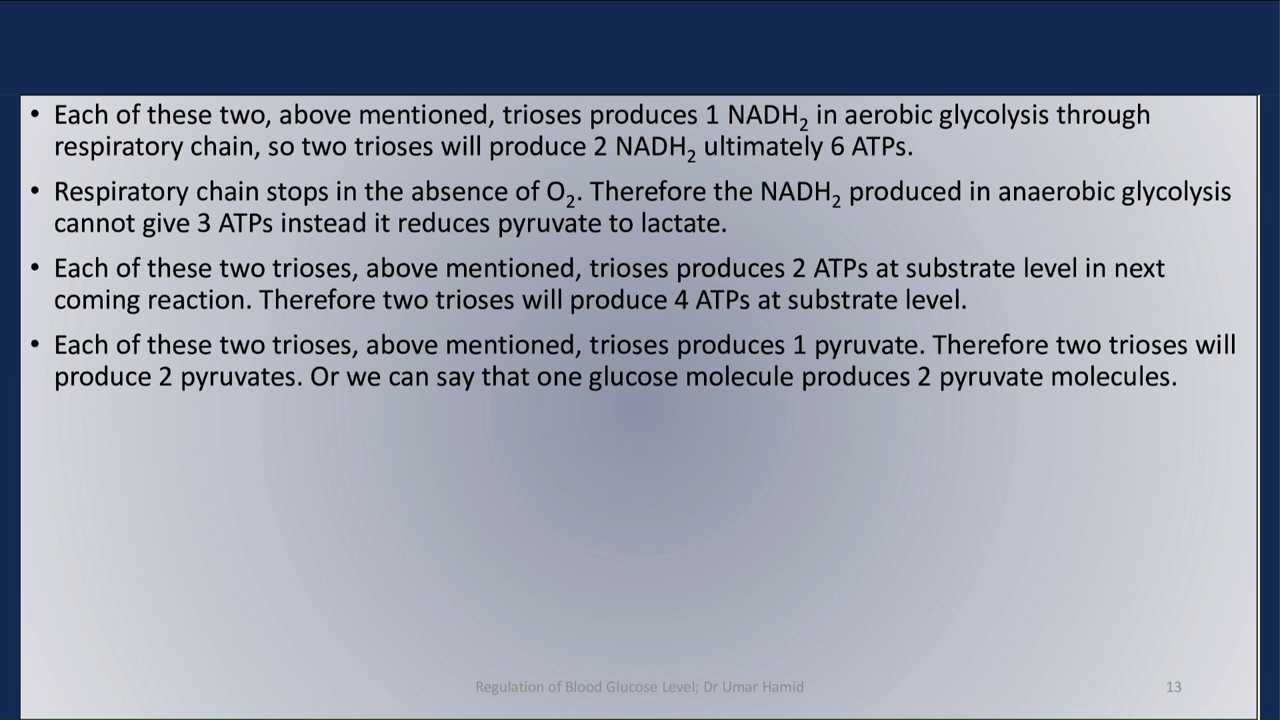 • Each of these two, above mentioned, trioses produces 1 NADH₂ in aerobic glycolysis through
respiratory chain, so two trioses will produce 2 NADH₂ ultimately 6 ATPs.
• Respiratory chain stops in the absence of O₂. Therefore the NADH₂ produced in anaerobic glycolysis
cannot give 3 ATPs instead it reduces pyruvate to lactate.
• Each of these two trioses, above mentioned, trioses produces 2 ATPs at substrate level in next
coming reaction. Therefore two trioses will produce 4 ATPs at substrate level.
• Each of these two trioses, above mentioned, trioses produces 1 pyruvate. Therefore two trioses will
produce 2 pyruvates. Or we can say that one glucose molecule produces 2 pyruvate molecules.
Regulation of Blood Glucose Level; Dr Umar Hamid
13